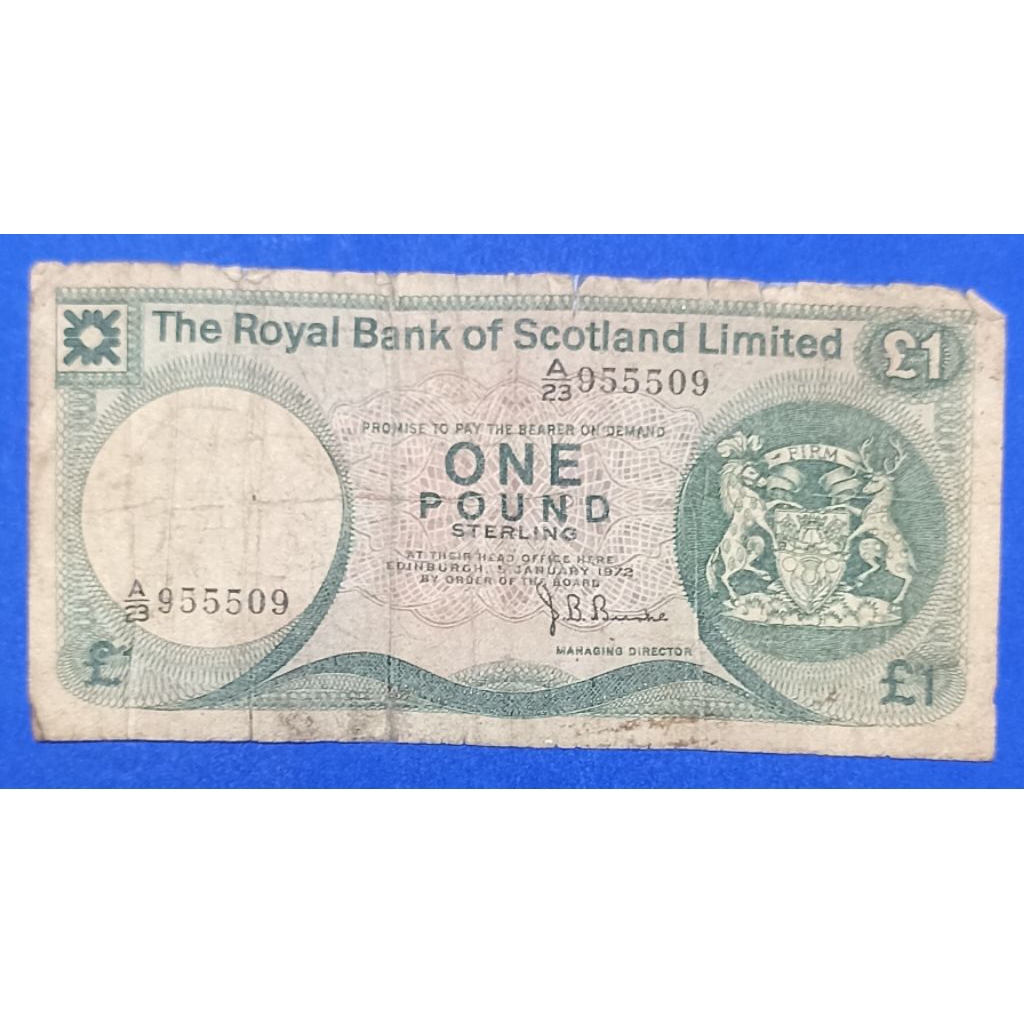 The Royal Bank of Scotland Limited
£1
A/23 955509
PROMISE TO PAY THE BEARER ON DEMAND
ONE
POUND
STERLING
FIRM
AT THEIR HEAD OFFICE HERE
EDINBURGH, 5 JANUARY 1972
BY ORDER OF THE BOARD
A/23 955509
J.B. Burke
MANAGING DIRECTOR
£1
£1